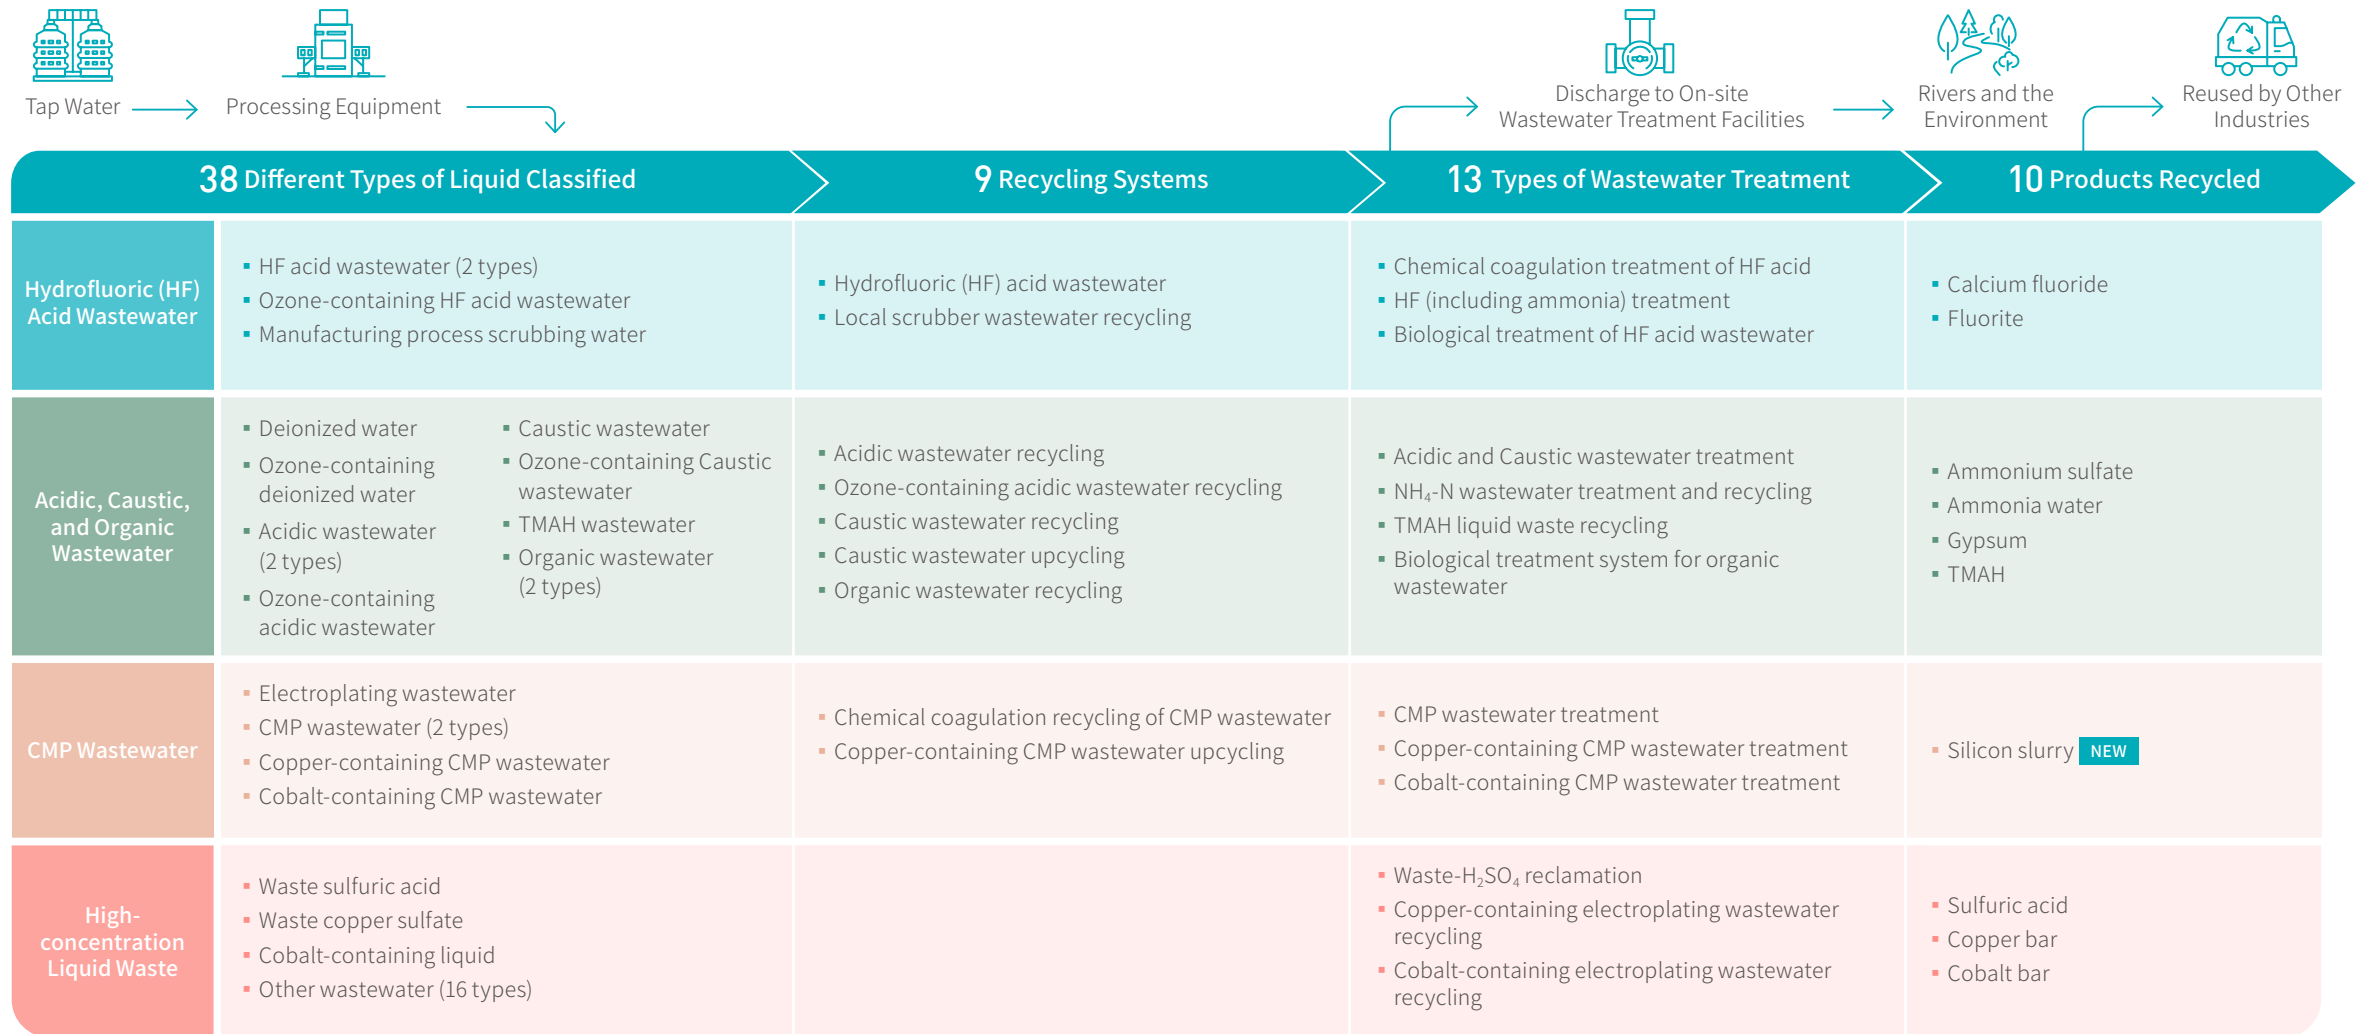 Tap Water
Processing Equipment
Discharge to On-site
Wastewater Treatment Facilities
Rivers and the
Environment
Reused by Other
Industries
38 Different Types of Liquid Classified
9 Recycling Systems
13 Types of Wastewater Treatment
10 Products Recycled
Hydrofluoric (HF)
Acid Wastewater
▪ HF acid wastewater (2 types)
▪ Ozone-containing HF acid wastewater
▪ Manufacturing process scrubbing water
▪ Hydrofluoric (HF) acid wastewater
▪ Local scrubber wastewater recycling
▪ Chemical coagulation treatment of HF acid
▪ HF (including ammonia) treatment
▪ Biological treatment of HF acid wastewater
▪ Calcium fluoride
▪ Fluorite
Acidic, Caustic,
and Organic
Wastewater
▪ Deionized water
▪ Ozone-containing
deionized water
▪ Acidic wastewater
(2 types)
▪ Ozone-containing
acidic wastewater
▪ Caustic wastewater
▪ Ozone-containing Caustic
wastewater
▪ TMAH wastewater
▪ Organic wastewater
(2 types)
▪ Acidic wastewater recycling
▪ Ozone-containing acidic wastewater recycling
▪ Caustic wastewater recycling
▪ Caustic wastewater upcycling
▪ Organic wastewater recycling
▪ Acidic and Caustic wastewater treatment
▪ NH₄-N wastewater treatment and recycling
▪ TMAH liquid waste recycling
▪ Biological treatment system for organic
wastewater
▪ Ammonium sulfate
▪ Ammonia water
▪ Gypsum
▪ TMAH
CMP Wastewater
▪ Electroplating wastewater
▪ CMP wastewater (2 types)
▪ Copper-containing CMP wastewater
▪ Cobalt-containing CMP wastewater
▪ Chemical coagulation recycling of CMP wastewater
▪ Copper-containing CMP wastewater upcycling
▪ CMP wastewater treatment
▪ Copper-containing CMP wastewater treatment
▪ Cobalt-containing CMP wastewater treatment
▪ Silicon slurry NEW
High-
concentration
Liquid Waste
▪ Waste sulfuric acid
▪ Waste copper sulfate
▪ Cobalt-containing liquid
▪ Other wastewater (16 types)
▪ Waste-H₂SO₄ reclamation
▪ Copper-containing electroplating wastewater
recycling
▪ Cobalt-containing electroplating wastewater
recycling
▪ Sulfuric acid
▪ Copper bar
▪ Cobalt bar